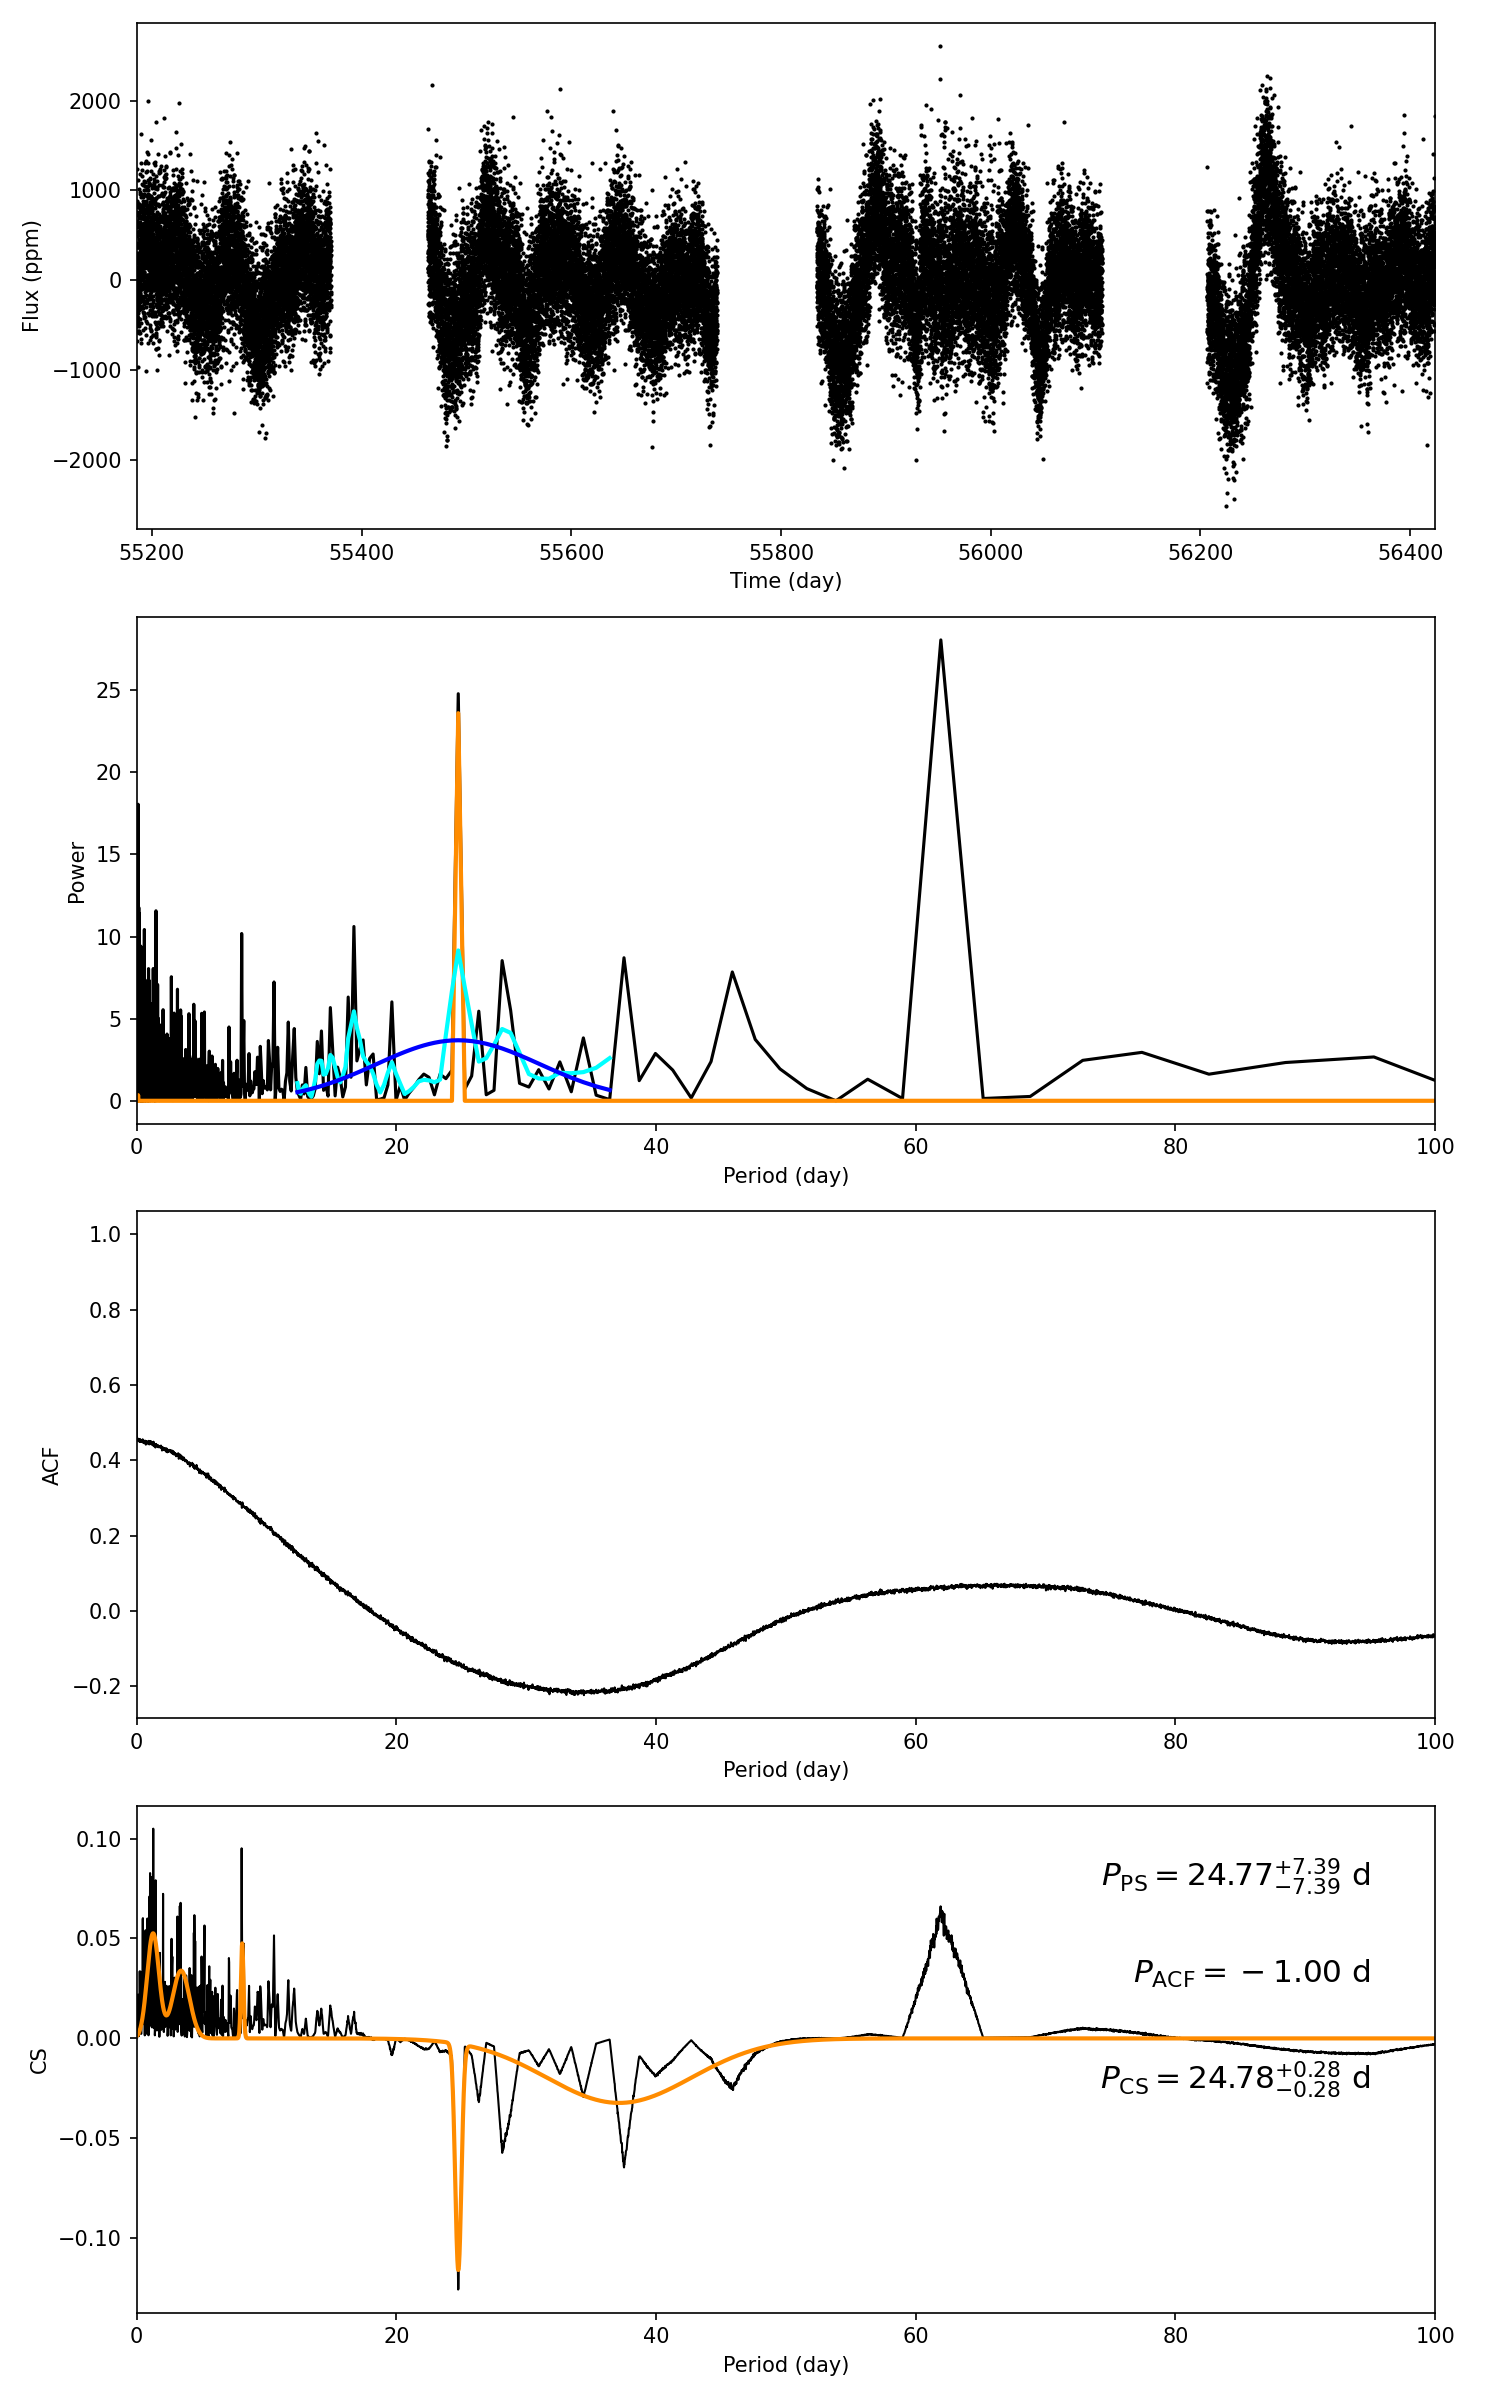 2000
1000
0
−1000
−2000
Flux (ppm)
55200 55400 55600 55800 56000 56200 56400
Time (day)
25
20
15
10
5
0
Power
0 20 40 60 80 100
Period (day)
1.0
0.8
0.6
0.4
0.2
0.0
−0.2
ACF
0 20 40 60 80 100
Period (day)
0.10
0.05
0.00
−0.05
−0.10
CS
P_PS = 24.77 +7.39 −7.39 d
P_ACF = −1.00 d
P_CS = 24.78 +0.28 −0.28 d
0 20 40 60 80 100
Period (day)